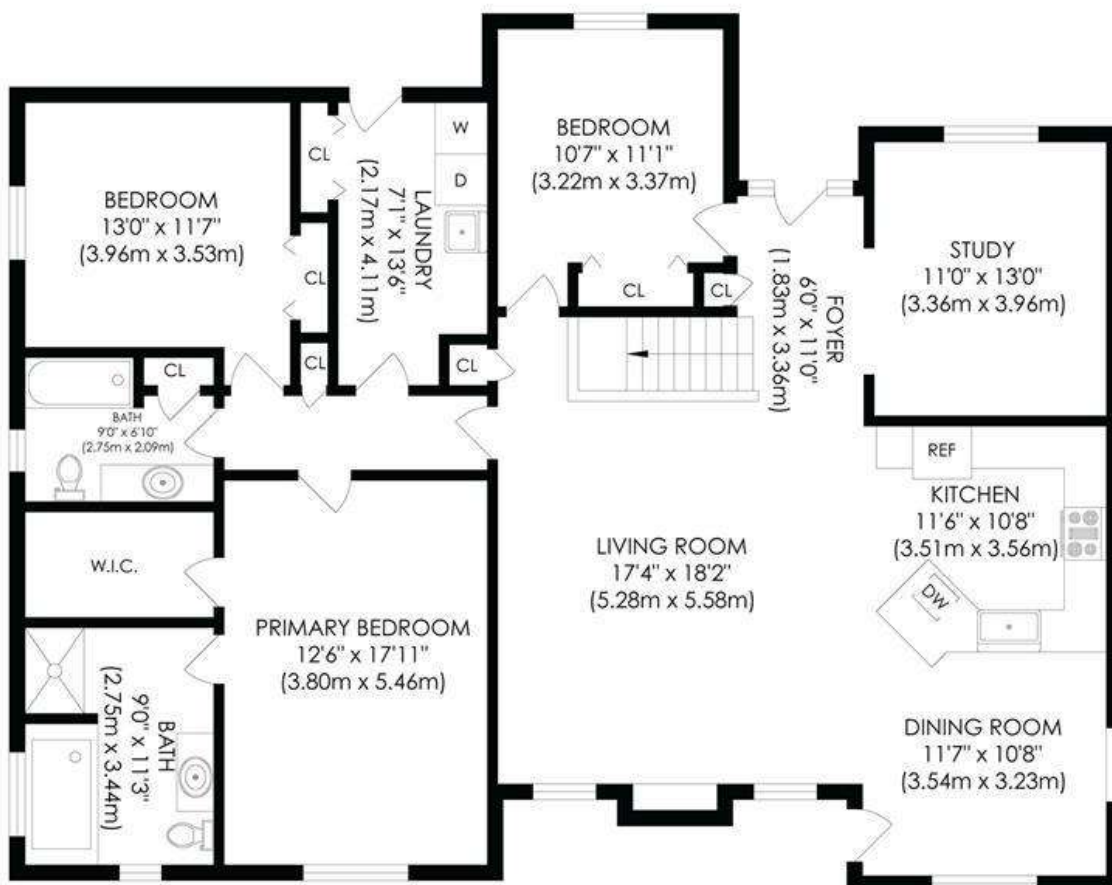 BEDROOM
10'7" x 11'1"
(3.22m x 3.37m)
CL
CL
BEDROOM
13'0" x 11'7"
(3.96m x 3.53m)
CL
CL
CL
W
D
LAUNDRY
7'1" x 13'6"
(2.17m x 4.11m)
CL
FOYER
6'0" x 11'0"
(1.83m x 3.36m)
STUDY
11'0" x 13'0"
(3.36m x 3.96m)
CL
BATH
9'0" x 6'10"
(2.75m x 2.09m)
REF
KITCHEN
11'6" x 10'8"
(3.51m x 3.56m)
DW
LIVING ROOM
17'4" x 18'2"
(5.28m x 5.58m)
W.I.C.
PRIMARY BEDROOM
12'6" x 17'11"
(3.80m x 5.46m)
BATH
9'0" x 11'3"
(2.75m x 3.44m)
DINING ROOM
11'7" x 10'8"
(3.54m x 3.23m)